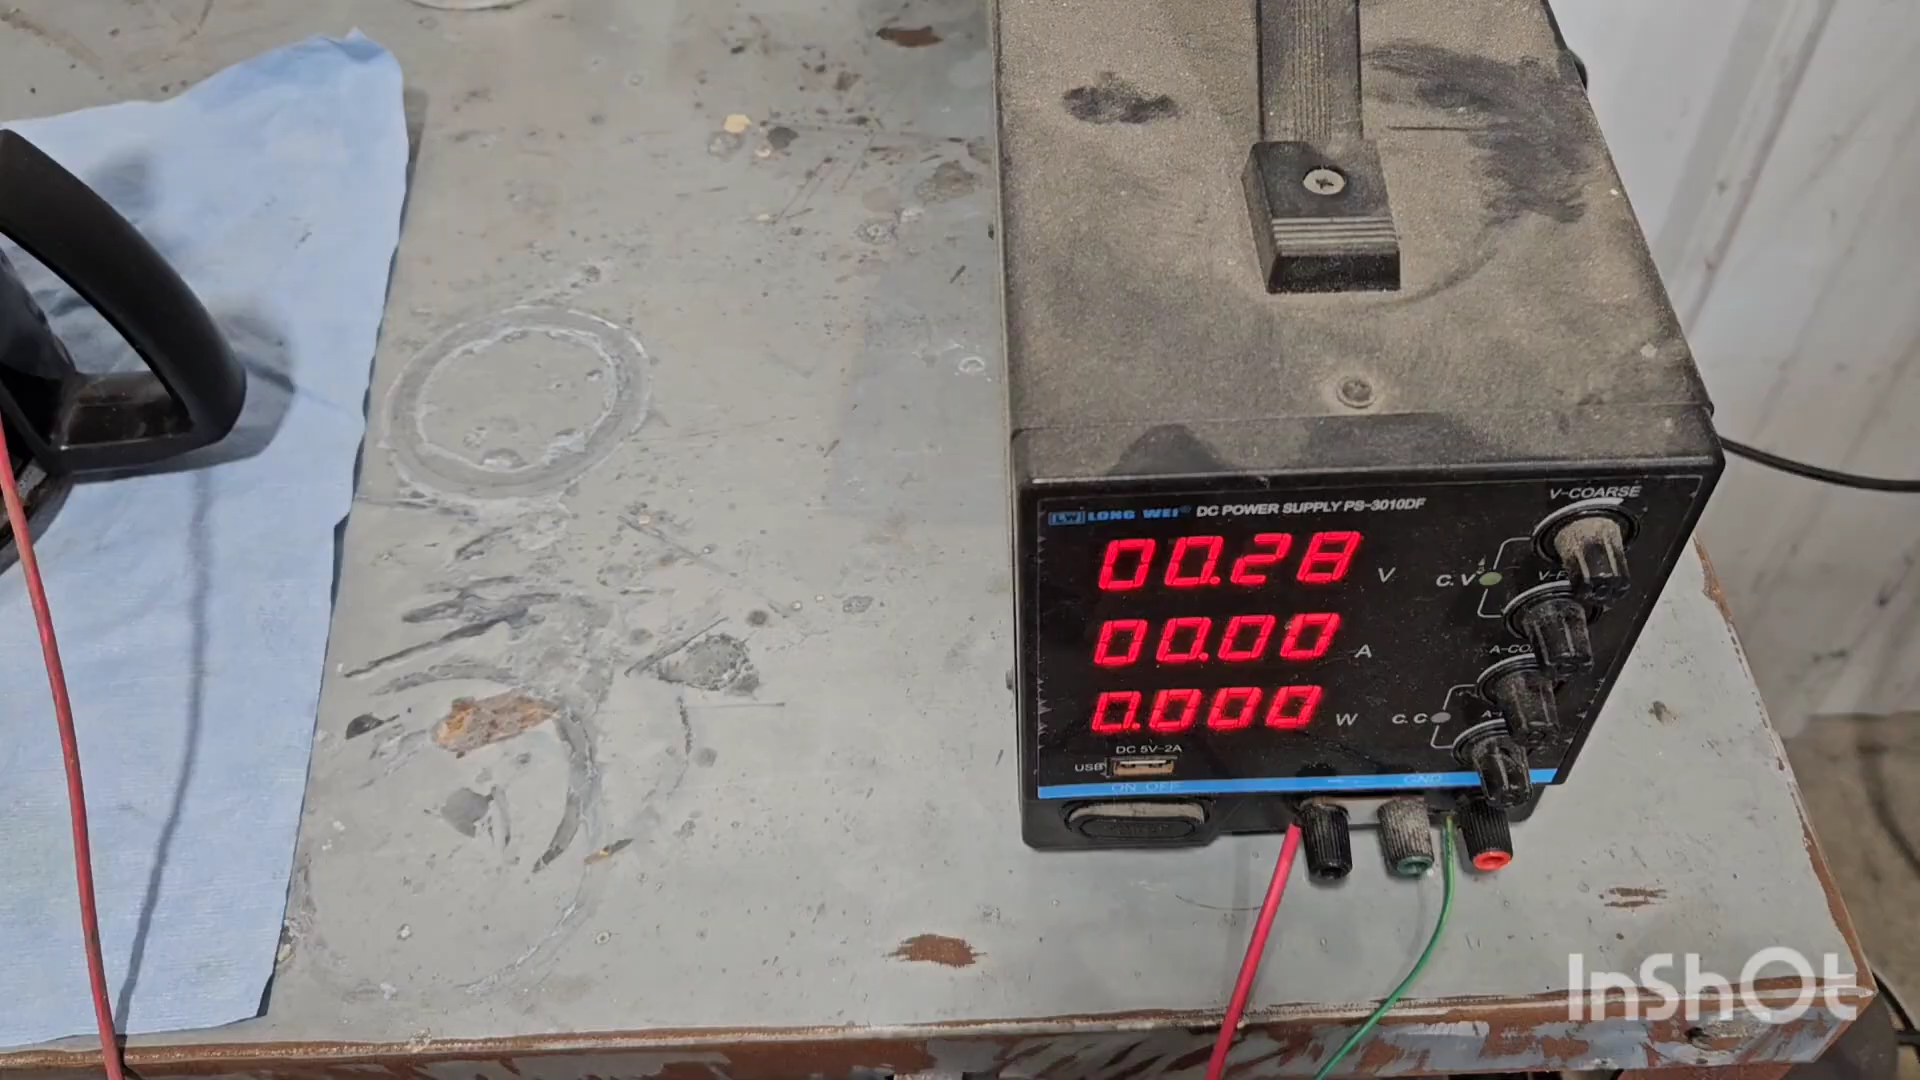 V-COARSE
LW LONG WEI® DC POWER SUPPLY PS-3010DF
00.28 V
C.V
00.00 A
0.000 W
C.C
DC 5V-2A
USB
ON OFF
GND
InShOt